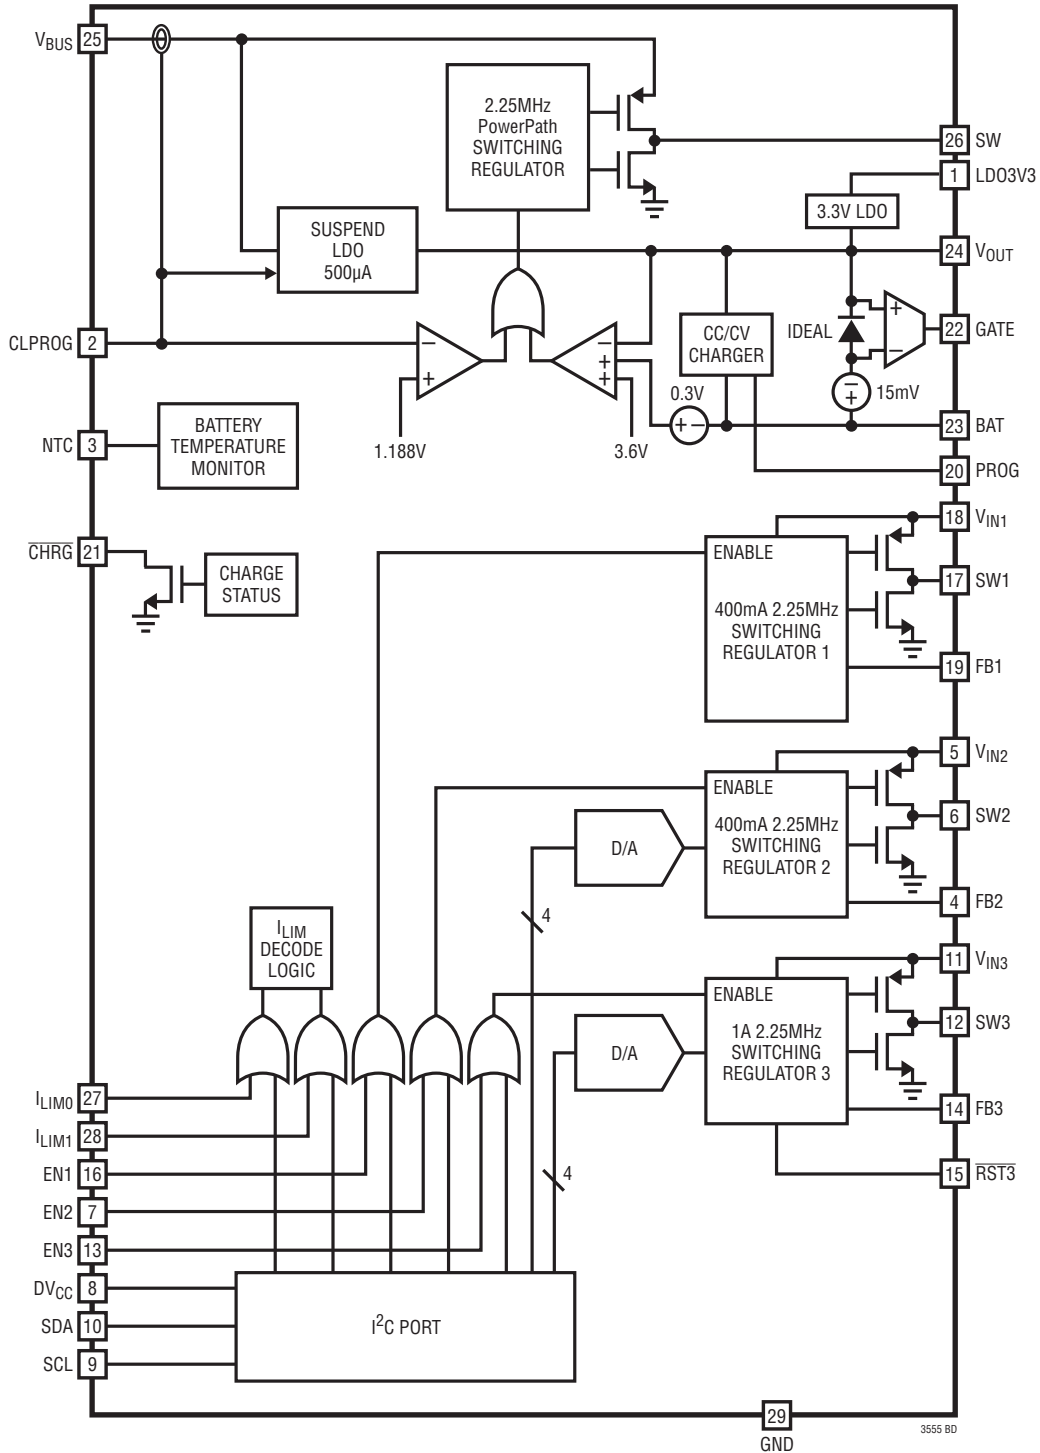 VBUS 25
2.25MHz
PowerPath
SWITCHING
REGULATOR
26 SW
1 LDO3V3
3.3V LDO
SUSPEND
LDO
500µA
24 VOUT
CLPROG 2
−
+
1.188V
−
+
+
3.6V
CC/CV
CHARGER
0.3V
+ −
IDEAL
+
−
−
+
15mV
22 GATE
23 BAT
20 PROG
NTC 3
BATTERY
TEMPERATURE
MONITOR
CHRG 21
CHARGE
STATUS
18 VIN1
ENABLE
400mA 2.25MHz
SWITCHING
REGULATOR 1
17 SW1
19 FB1
5 VIN2
ENABLE
400mA 2.25MHz
SWITCHING
REGULATOR 2
D/A
4
6 SW2
4 FB2
ILIM
DECODE
LOGIC
11 VIN3
ENABLE
1A 2.25MHz
SWITCHING
REGULATOR 3
D/A
4
12 SW3
14 FB3
15 RST3
ILIM0 27
ILIM1 28
EN1 16
EN2 7
EN3 13
DVCC 8
SDA 10
SCL 9
I2C PORT
29
GND
3555 BD